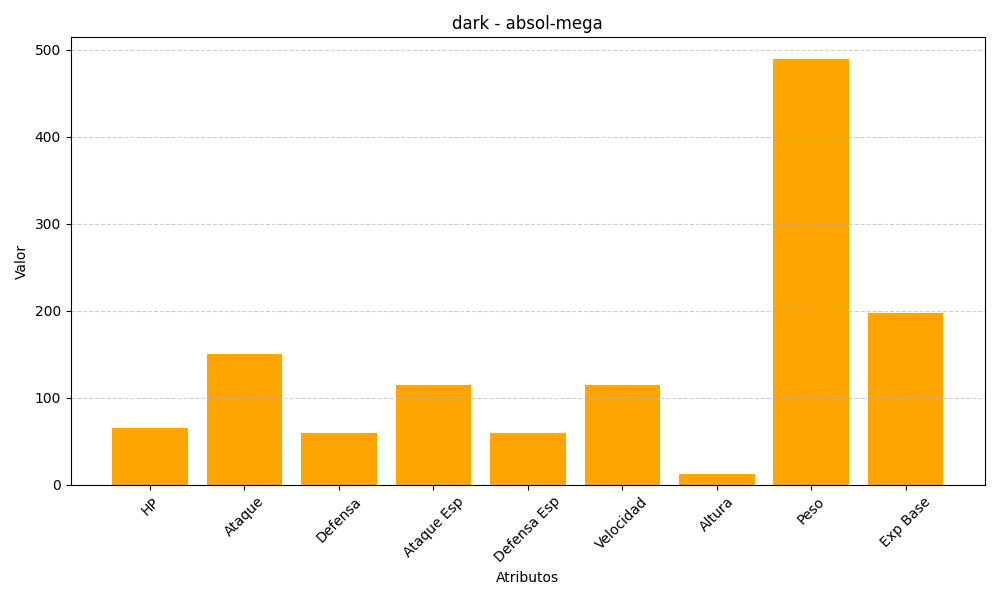 dark - absol-mega
Valor
500
400
300
200
100
0
HP
Ataque
Defensa
Ataque Esp
Defensa Esp
Velocidad
Altura
Peso
Exp Base
Atributos